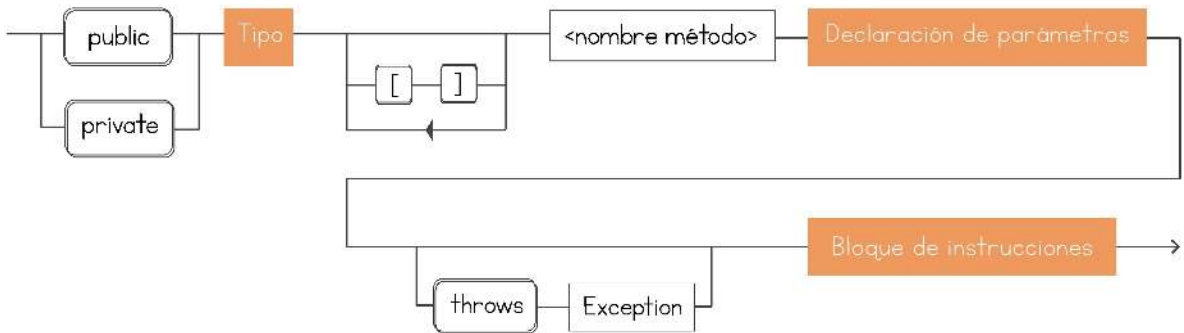 public
Tipo
<nombre método>
Declaración de parámetros
[ ]
private
Bloque de instrucciones
throws
Exception